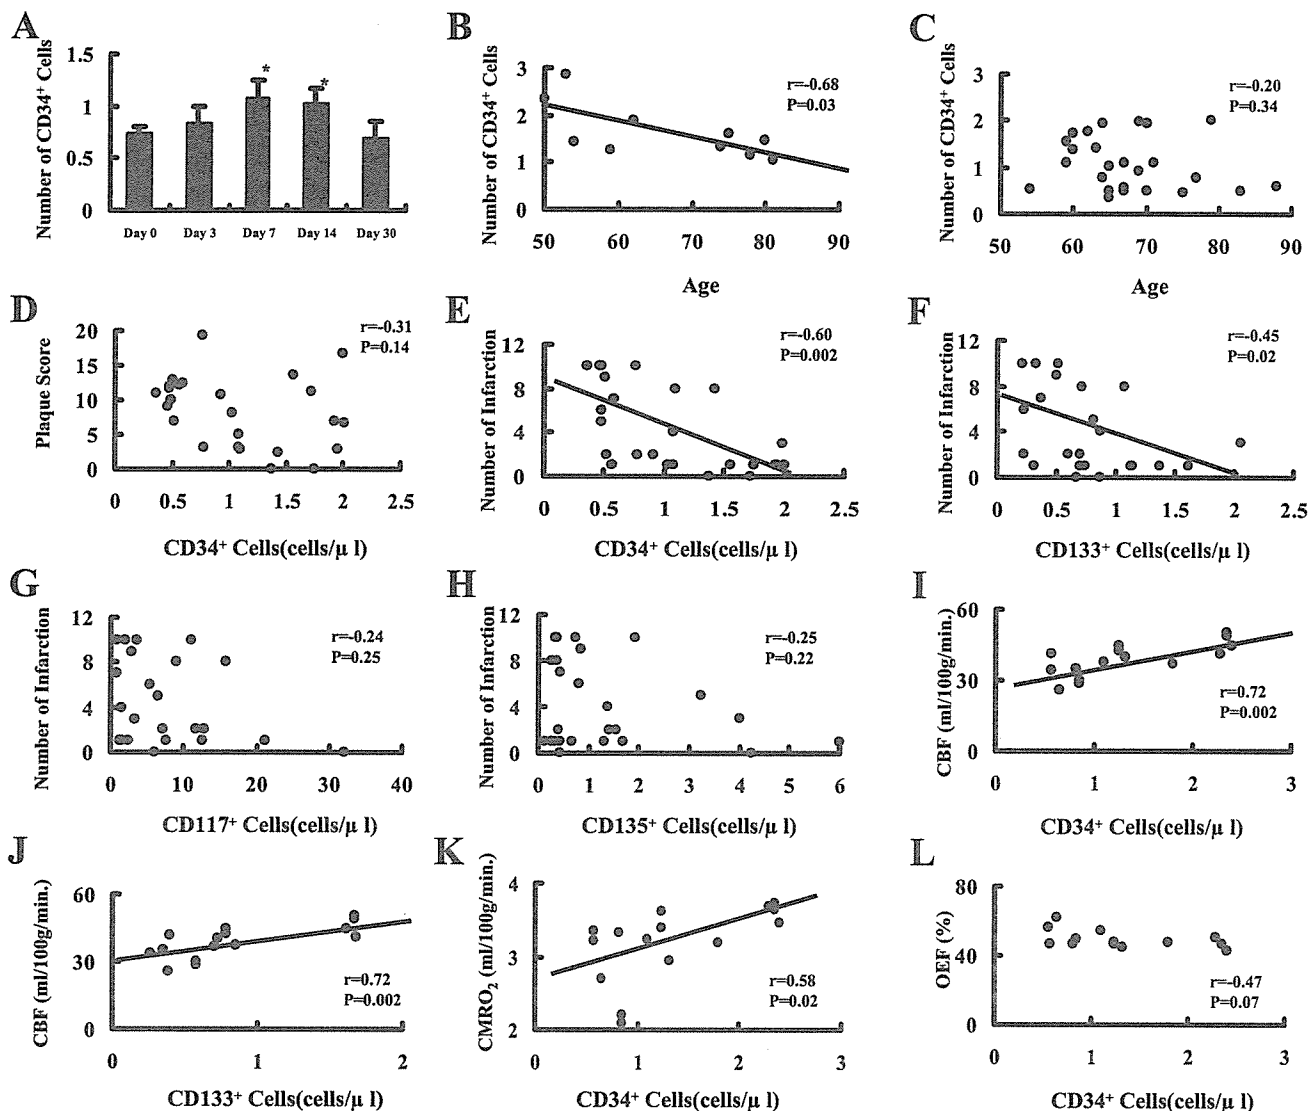 A
Number of CD34⁺ Cells
1.5
1
0.5
0
*
*
Day 0 Day 3 Day 7 Day 14 Day 30
B
Number of CD34⁺ Cells
3
2
1
0
r=-0.68
P=0.03
50 60 70 80 90
Age
C
Number of CD34⁺ Cells
3
2
1
0
r=-0.20
P=0.34
50 60 70 80 90
Age
D
Plaque Score
20
15
10
5
0
r=-0.31
P=0.14
0 0.5 1 1.5 2 2.5
CD34⁺ Cells(cells/μ l)
E
Number of Infarction
12
8
4
0
r=-0.60
P=0.002
0 0.5 1 1.5 2 2.5
CD34⁺ Cells(cells/μ l)
F
Number of Infarction
12
8
4
0
r=-0.45
P=0.02
0 0.5 1 1.5 2 2.5
CD133⁺ Cells(cells/μ l)
G
Number of Infarction
12
8
4
0
r=-0.24
P=0.25
0 10 20 30 40
CD117⁺ Cells(cells/μ l)
H
Number of Infarction
12
8
4
0
r=-0.25
P=0.22
0 1 2 3 4 5 6
CD135⁺ Cells(cells/μ l)
I
CBF (ml/100g/min.)
60
30
0
r=0.72
P=0.002
0 1 2 3
CD34⁺ Cells(cells/μ l)
J
CBF (ml/100g/min.)
60
30
0
r=0.72
P=0.002
0 1 2
CD133⁺ Cells(cells/μ l)
K
CMRO₂ (ml/100g/min.)
4
3
2
r=0.58
P=0.02
0 1 2 3
CD34⁺ Cells(cells/μ l)
L
OEF (%)
80
40
0
r=-0.47
P=0.07
0 1 2 3
CD34⁺ Cells(cells/μ l)